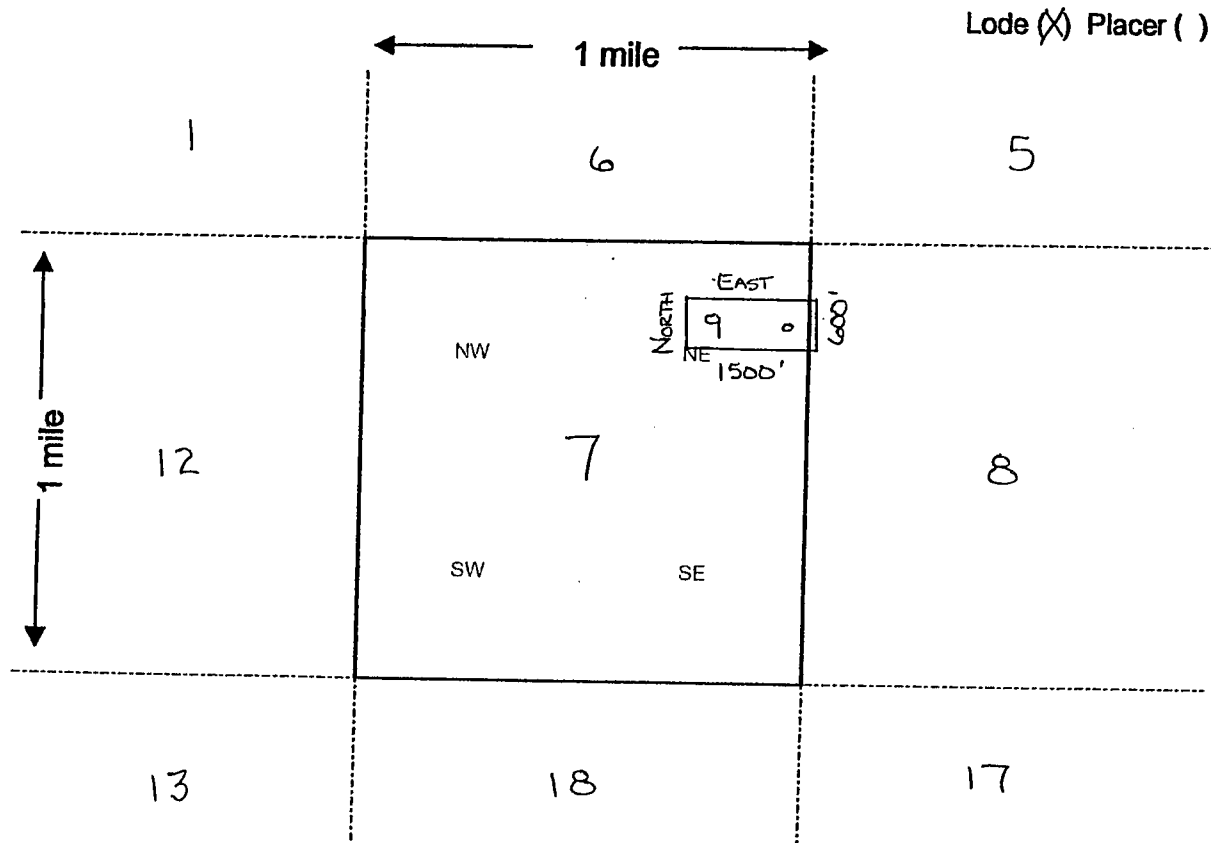 Lode (X) Placer ( )
1 mile
1
6
5
EAST
NORTH
9
600'
NW
NE
1500'
1 mile
12
7
8
SW
SE
13
18
17